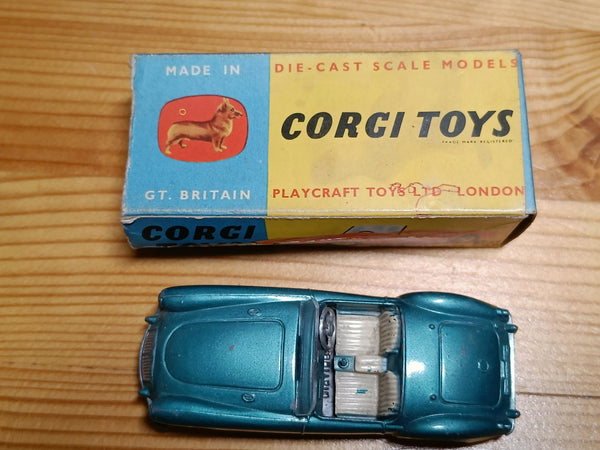 MADE IN
DIE-CAST SCALE MODELS
CORGI TOYS
TRADE MARK REGISTERED
GT. BRITAIN
PLAYCRAFT TOYS LTD LONDON
CORGI